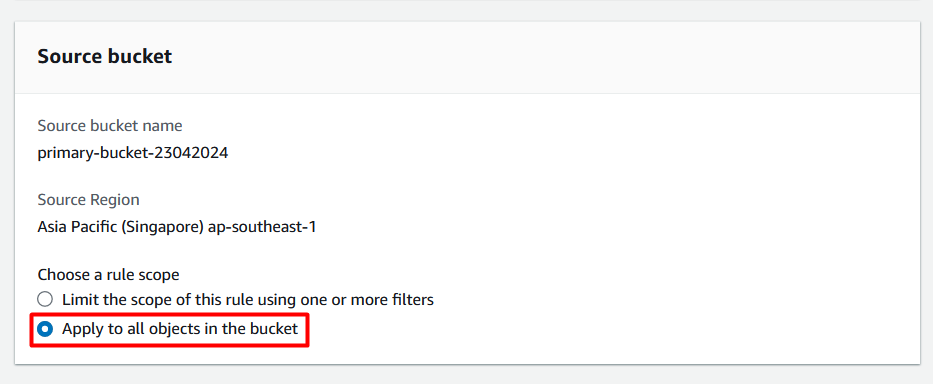 Source bucket
Source bucket name
primary-bucket-23042024
Source Region
Asia Pacific (Singapore) ap-southeast-1
Choose a rule scope
Limit the scope of this rule using one or more filters
Apply to all objects in the bucket